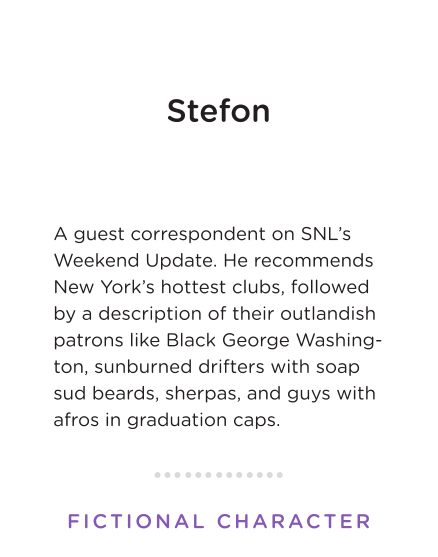 Stefon
A guest correspondent on SNL’s
Weekend Update. He recommends
New York’s hottest clubs, followed
by a description of their outlandish
patrons like Black George Washing-
ton, sunburned drifters with soap
sud beards, sherpas, and guys with
afros in graduation caps.
FICTIONAL CHARACTER